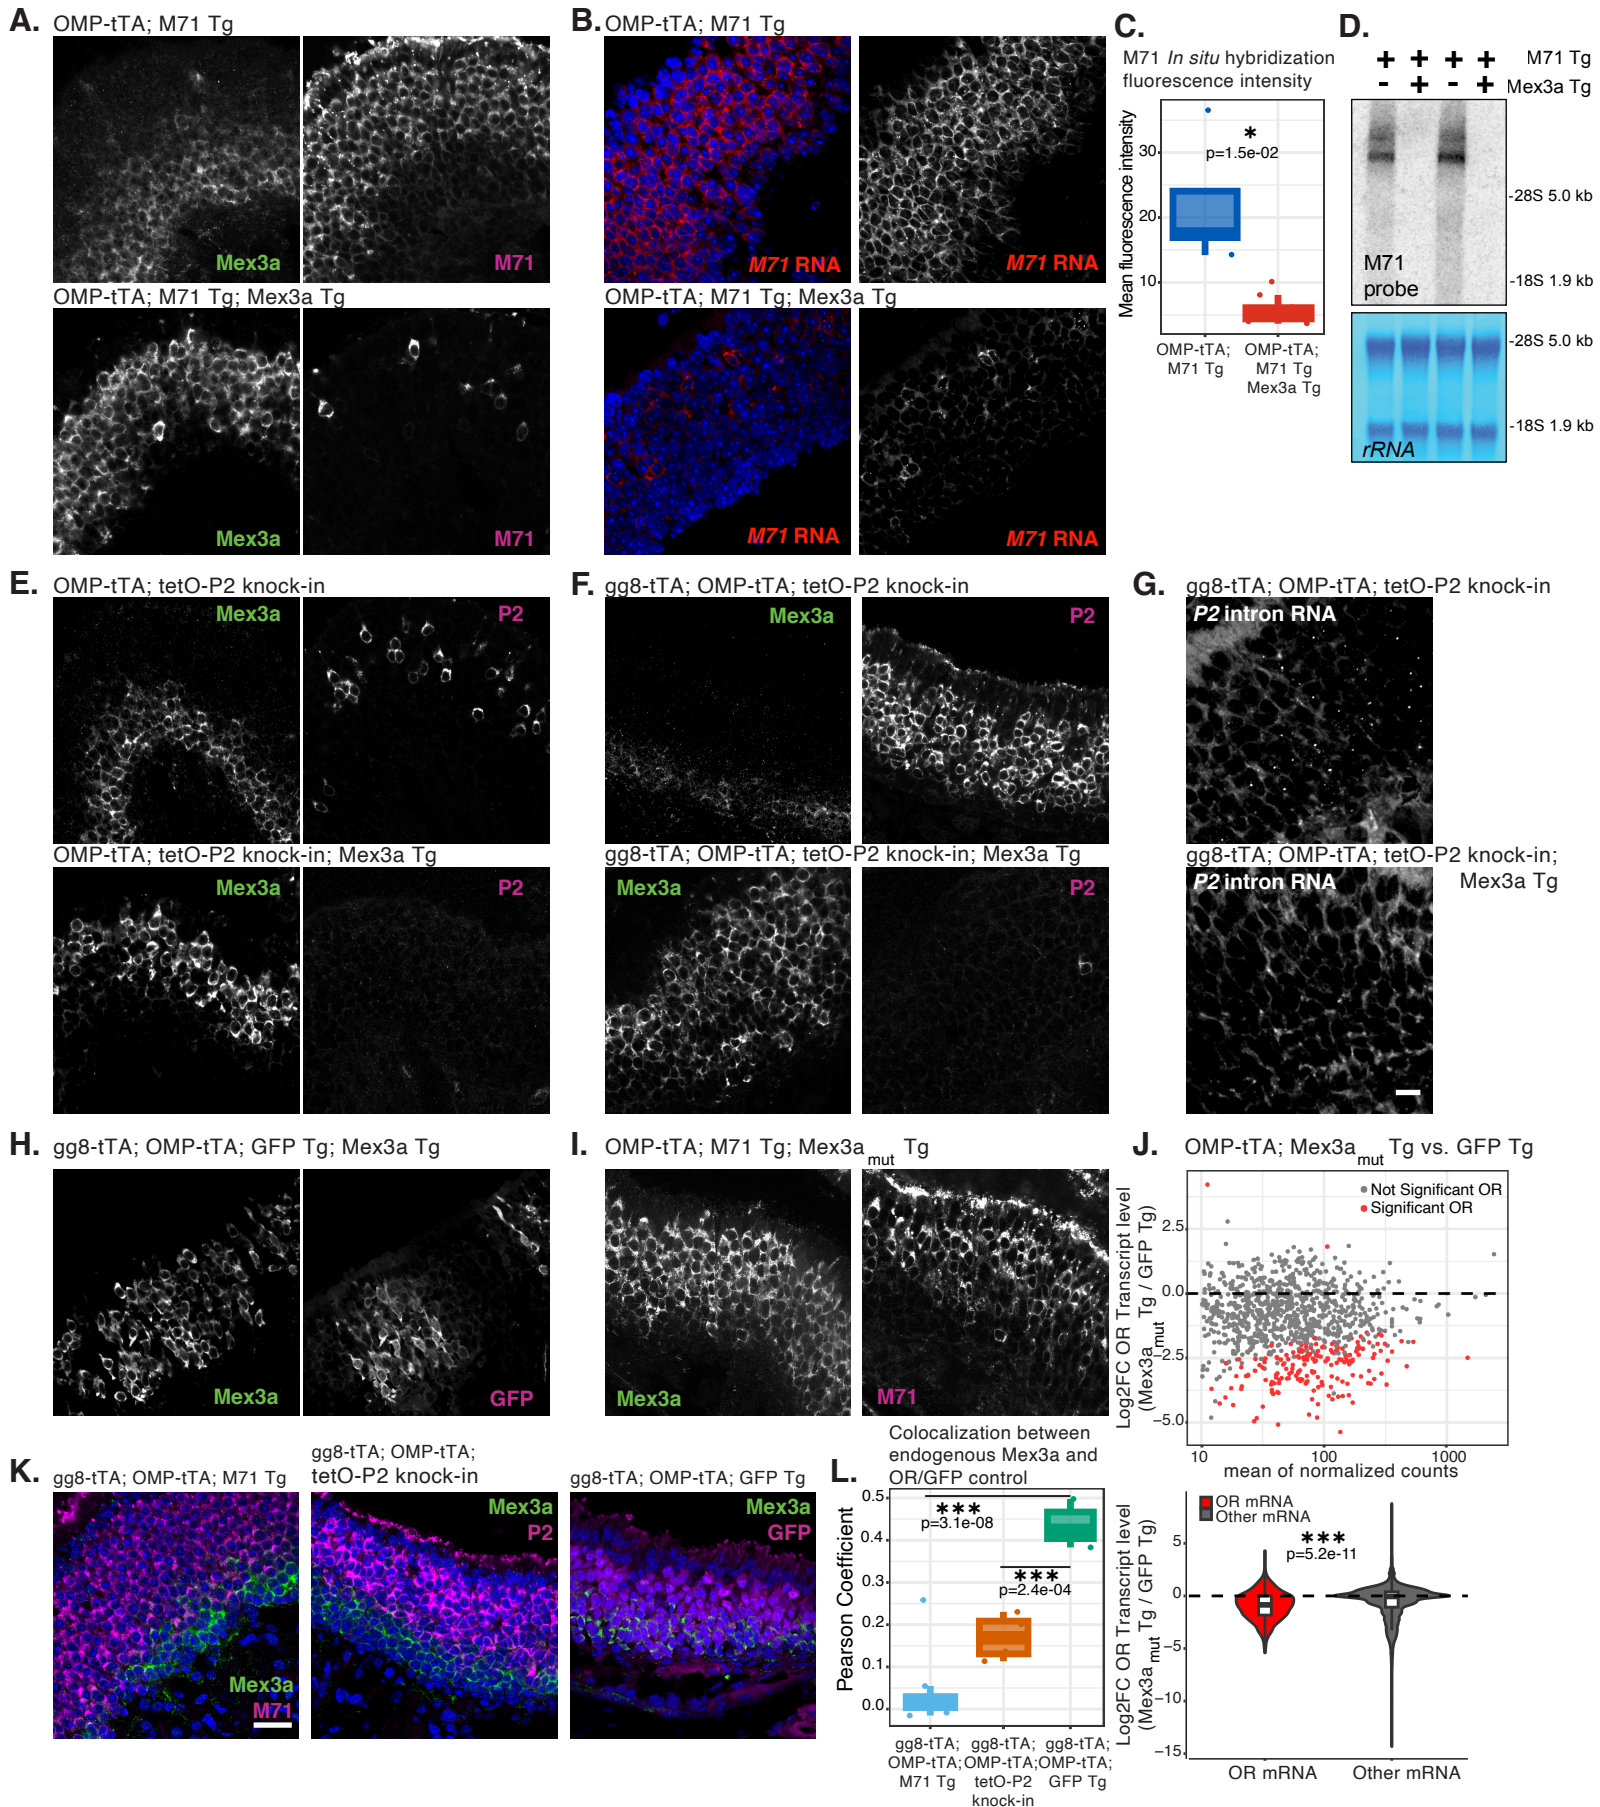 A.
OMP-tTA; M71 Tg
Mex3a
M71
OMP-tTA; M71 Tg; Mex3a Tg
Mex3a
M71
B.
OMP-tTA; M71 Tg
M71 RNA
M71 RNA
OMP-tTA; M71 Tg; Mex3a Tg
M71 RNA
M71 RNA
C.
M71 In situ hybridization
fluorescence intensity
Mean fluorescence intensity
30
20
10
*
p=1.5e-02
OMP-tTA;
M71 Tg
OMP-tTA;
M71 Tg
Mex3a Tg
D.
+ + + + M71 Tg
- + - + Mex3a Tg
-28S 5.0 kb
-18S 1.9 kb
M71
probe
-28S 5.0 kb
-18S 1.9 kb
rRNA
E.
OMP-tTA; tetO-P2 knock-in
Mex3a
P2
OMP-tTA; tetO-P2 knock-in; Mex3a Tg
Mex3a
P2
F.
gg8-tTA; OMP-tTA; tetO-P2 knock-in
Mex3a
P2
gg8-tTA; OMP-tTA; tetO-P2 knock-in; Mex3a Tg
Mex3a
P2
G.
gg8-tTA; OMP-tTA; tetO-P2 knock-in
P2 intron RNA
gg8-tTA; OMP-tTA; tetO-P2 knock-in;
Mex3a Tg
P2 intron RNA
H.
gg8-tTA; OMP-tTA; GFP Tg; Mex3a Tg
Mex3a
GFP
I.
OMP-tTA; M71 Tg; Mex3a mut Tg
Mex3a
M71
J.
OMP-tTA; Mex3a mut Tg vs. GFP Tg
Log2FC OR Transcript level
(Mex3a mut Tg / GFP Tg)
Not Significant OR
Significant OR
2.5
0.0
-2.5
-5.0
10
100
1000
mean of normalized counts
Log2FC OR Transcript level
(Mex3a mut Tg / GFP Tg)
OR mRNA
Other mRNA
***
p=5.2e-11
5
0
-5
-10
-15
OR mRNA
Other mRNA
K.
gg8-tTA; OMP-tTA; M71 Tg
Mex3a
M71
gg8-tTA; OMP-tTA;
tetO-P2 knock-in
Mex3a
P2
gg8-tTA; OMP-tTA; GFP Tg
Mex3a
GFP
L.
Colocalization between
endogenous Mex3a and
OR/GFP control
Pearson Coefficient
0.5
0.4
0.3
0.2
0.1
0.0
***
p=3.1e-08
***
p=2.4e-04
gg8-tTA;
OMP-tTA;
M71 Tg
gg8-tTA;
OMP-tTA;
tetO-P2
knock-in
gg8-tTA;
OMP-tTA;
GFP Tg